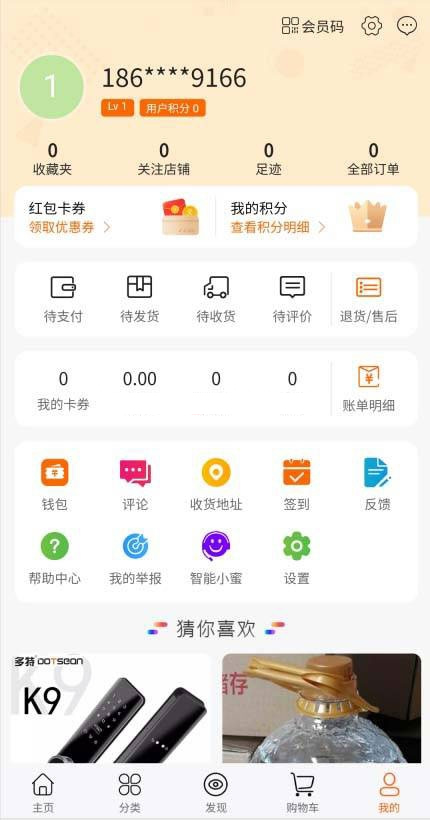 会员码
1
186****9166
Lv 1 用户积分 0
0 0 0 0
收藏夹 关注店铺 足迹 全部订单
红包卡券 我的积分
领取优惠券 查看积分明细
待支付 待发货 待收货 待评价 退货/售后
0 0.00 0 0
我的卡券 账单明细
钱包 评论 收货地址 签到 反馈
帮助中心 我的举报 智能小蜜 设置
猜你喜欢
多特 DOTSEON
K9
储存
主页 分类 发现 购物车 我的